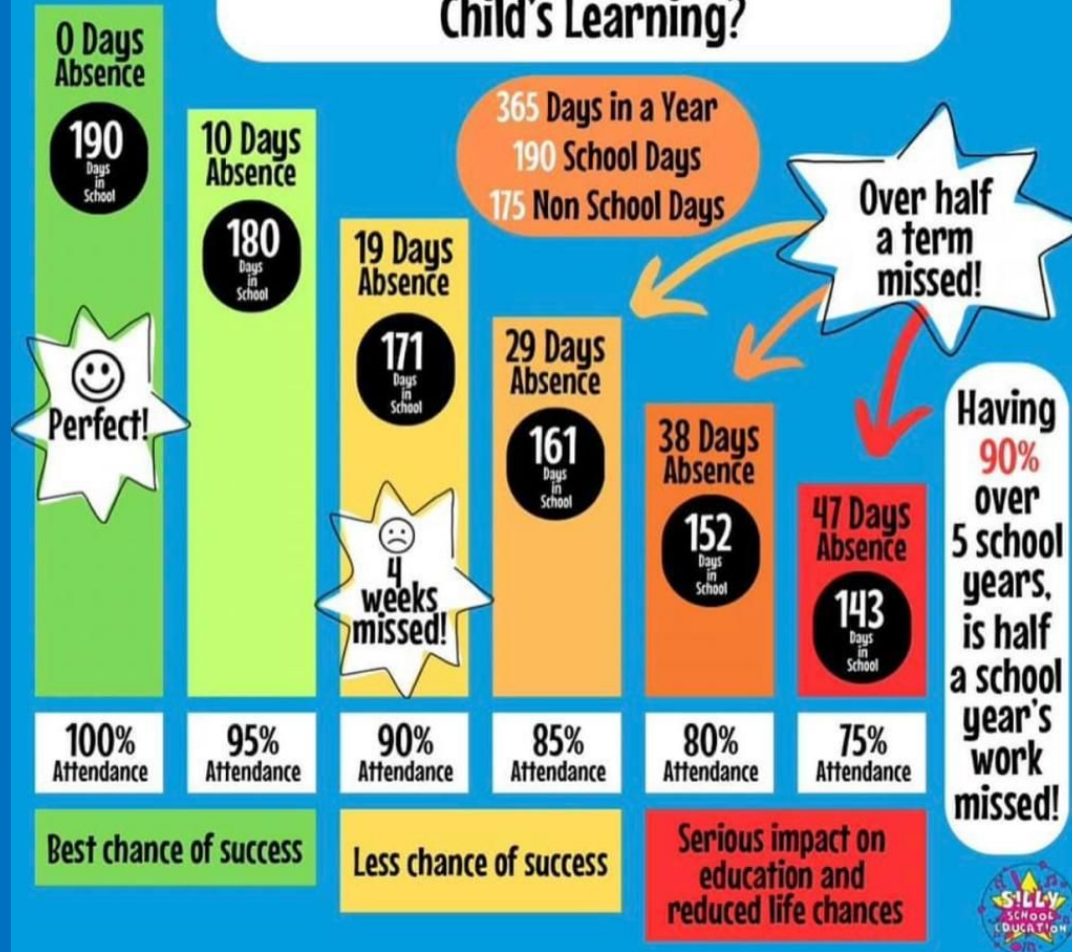 Child's Learning?
365 Days in a Year
190 School Days
175 Non School Days
0 Days
Absence
190
Days
in
School
Perfect!
10 Days
Absence
180
Days
in
School
19 Days
Absence
171
Days
in
School
4
weeks
missed!
29 Days
Absence
161
Days
in
School
38 Days
Absence
152
Days
in
School
47 Days
Absence
143
Days
in
School
Over half
a term
missed!
Having
90%
over
5 school
years,
is half
a school
year's
work
missed!
100%
Attendance
95%
Attendance
90%
Attendance
85%
Attendance
80%
Attendance
75%
Attendance
Best chance of success
Less chance of success
Serious impact on
education and
reduced life chances
S!LLY
SCHOOL
EDUCATION